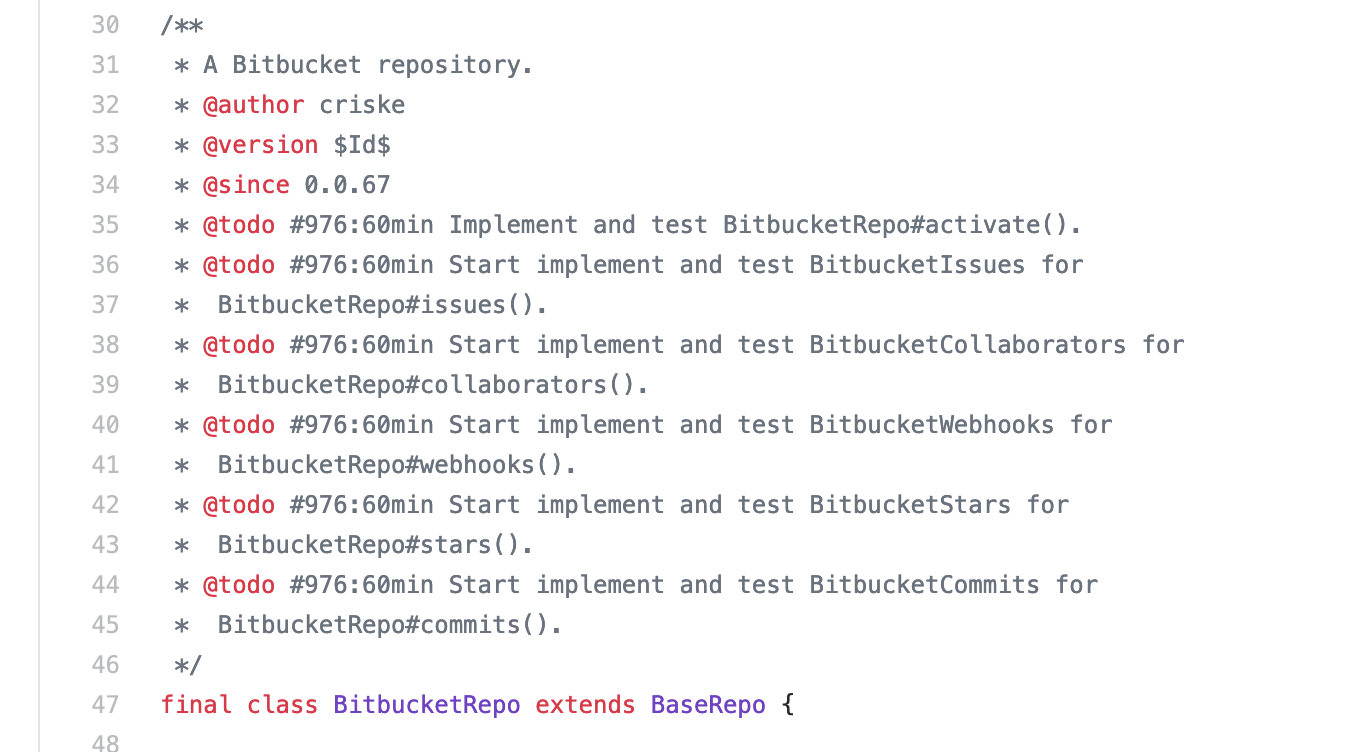 30 /**
31 * A Bitbucket repository.
32 * @author criske
33 * @version $Id$
34 * @since 0.0.67
35 * @todo #976:60min Implement and test BitbucketRepo#activate().
36 * @todo #976:60min Start implement and test BitbucketIssues for
37 *  BitbucketRepo#issues().
38 * @todo #976:60min Start implement and test BitbucketCollaborators for
39 *  BitbucketRepo#collaborators().
40 * @todo #976:60min Start implement and test BitbucketWebhooks for
41 *  BitbucketRepo#webhooks().
42 * @todo #976:60min Start implement and test BitbucketStars for
43 *  BitbucketRepo#stars().
44 * @todo #976:60min Start implement and test BitbucketCommits for
45 *  BitbucketRepo#commits().
46 */
47 final class BitbucketRepo extends BaseRepo {
48